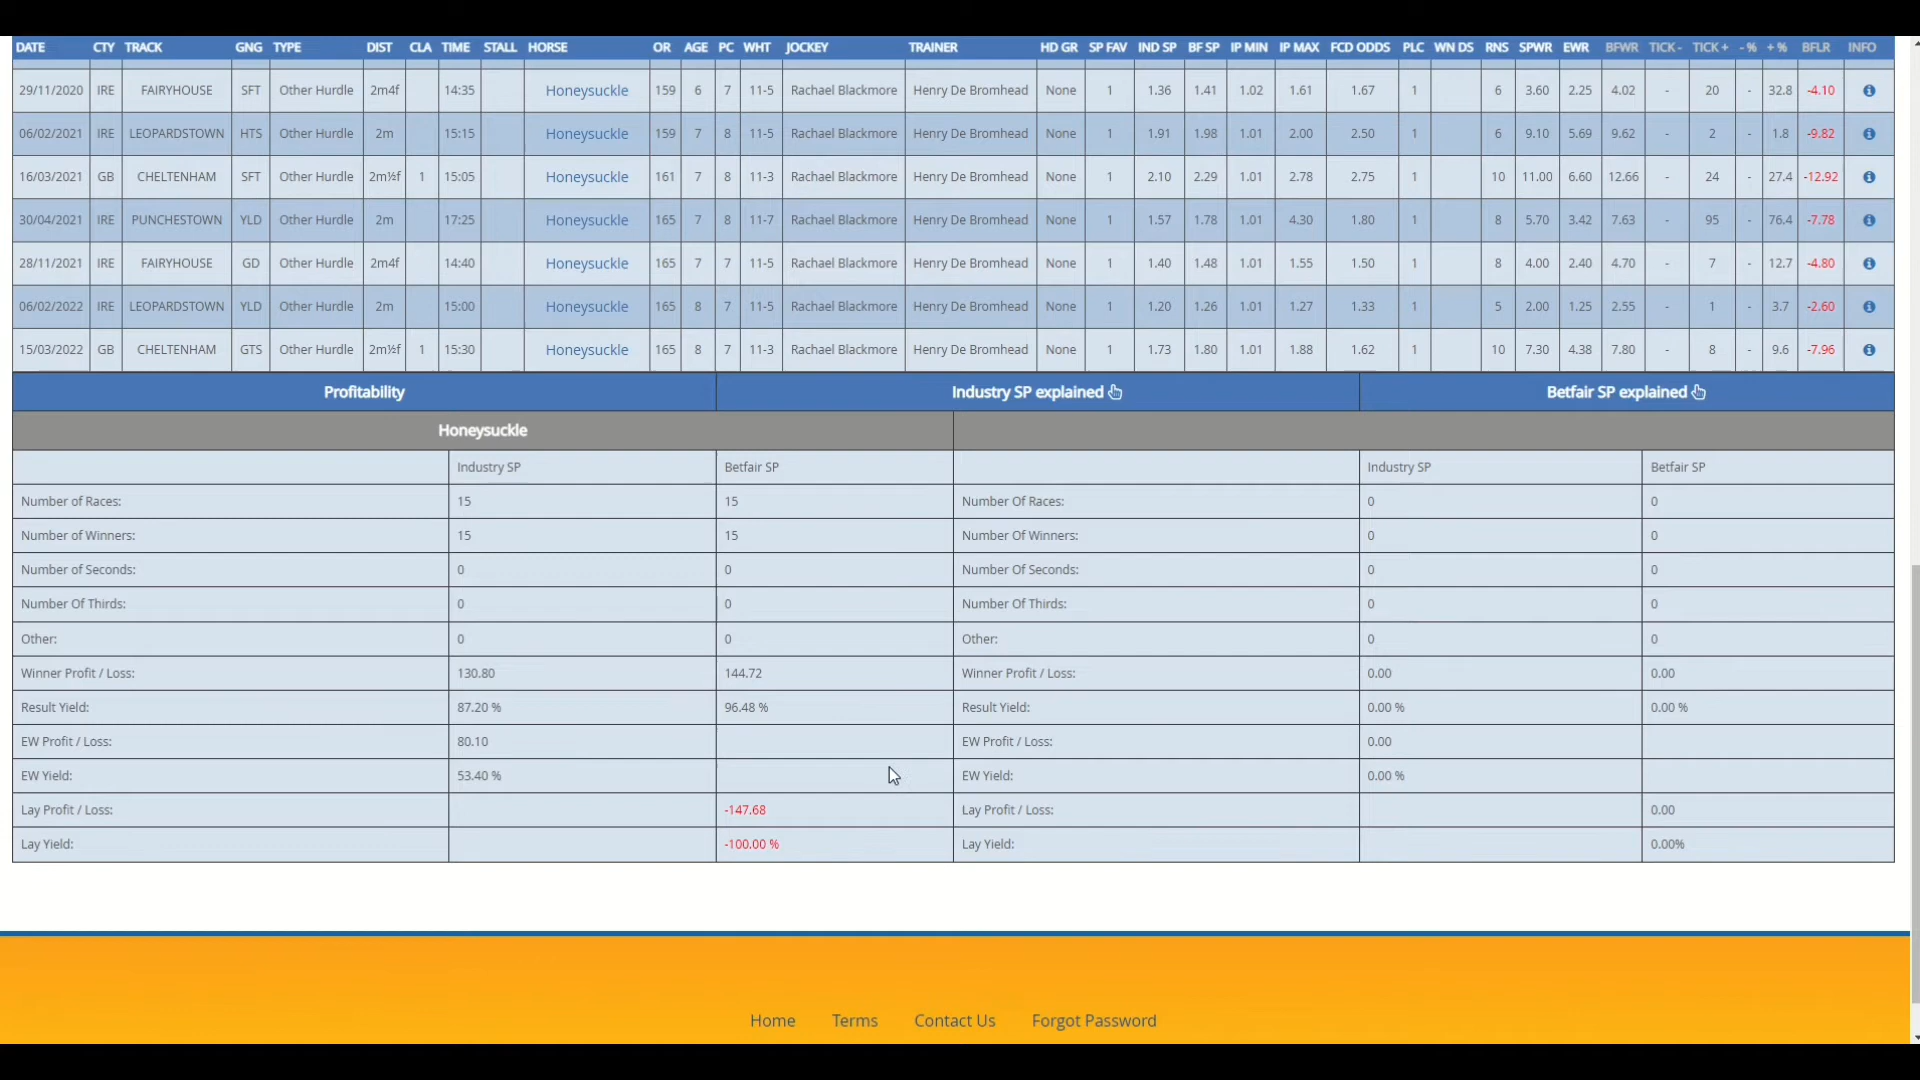 DATE CTY TRACK GNG TYPE DIST CLA TIME STALL HORSE OR AGE PC WHT JOCKEY TRAINER HD GR SP FAV IND SP BF SP IP MIN IP MAX FCD ODDS PLC WN DS RNS SPWR EWR BFWR TICK - TICK + - % + % BFLR INFO
29/11/2020 IRE FAIRYHOUSE SFT Other Hurdle 2m4f 14:35 Honeysuckle 159 6 7 11-5 Rachael Blackmore Henry De Bromhead None 1 1.36 1.41 1.02 1.61 1.67 1 6 3.60 2.25 4.02 - 20 - 32.8 -4.10
06/02/2021 IRE LEOPARDSTOWN HTS Other Hurdle 2m 15:15 Honeysuckle 159 7 8 11-5 Rachael Blackmore Henry De Bromhead None 1 1.91 1.98 1.01 2.00 2.50 1 6 9.10 5.69 9.62 - 2 - 1.8 -9.82
16/03/2021 GB CHELTENHAM SFT Other Hurdle 2m½f 1 15:05 Honeysuckle 161 7 8 11-3 Rachael Blackmore Henry De Bromhead None 1 2.10 2.29 1.01 2.78 2.75 1 10 11.00 6.60 12.66 - 24 - 27.4 -12.92
30/04/2021 IRE PUNCHESTOWN YLD Other Hurdle 2m 17:25 Honeysuckle 165 7 8 11-7 Rachael Blackmore Henry De Bromhead None 1 1.57 1.78 1.01 4.30 1.80 1 8 5.70 3.42 7.63 - 95 - 76.4 -7.78
28/11/2021 IRE FAIRYHOUSE GD Other Hurdle 2m4f 14:40 Honeysuckle 165 7 7 11-5 Rachael Blackmore Henry De Bromhead None 1 1.40 1.48 1.01 1.55 1.50 1 8 4.00 2.40 4.70 - 7 - 12.7 -4.80
06/02/2022 IRE LEOPARDSTOWN YLD Other Hurdle 2m 15:00 Honeysuckle 165 8 7 11-5 Rachael Blackmore Henry De Bromhead None 1 1.20 1.26 1.01 1.27 1.33 1 5 2.00 1.25 2.55 - 1 - 3.7 -2.60
15/03/2022 GB CHELTENHAM GTS Other Hurdle 2m½f 1 15:30 Honeysuckle 165 8 7 11-3 Rachael Blackmore Henry De Bromhead None 1 1.73 1.80 1.01 1.88 1.62 1 10 7.30 4.38 7.80 - 8 - 9.6 -7.96
Profitability Industry SP explained Betfair SP explained
Honeysuckle
Industry SP Betfair SP Industry SP Betfair SP
Number of Races: 15 15 Number Of Races: 0 0
Number of Winners: 15 15 Number Of Winners: 0 0
Number of Seconds: 0 0 Number Of Seconds: 0 0
Number Of Thirds: 0 0 Number Of Thirds: 0 0
Other: 0 0 Other: 0 0
Winner Profit / Loss: 130.80 144.72 Winner Profit / Loss: 0.00 0.00
Result Yield: 87.20 % 96.48 % Result Yield: 0.00 % 0.00 %
EW Profit / Loss: 80.10 EW Profit / Loss: 0.00
EW Yield: 53.40 % EW Yield: 0.00 %
Lay Profit / Loss: -147.68 Lay Profit / Loss: 0.00
Lay Yield: -100.00 % Lay Yield: 0.00%
Home Terms Contact Us Forgot Password